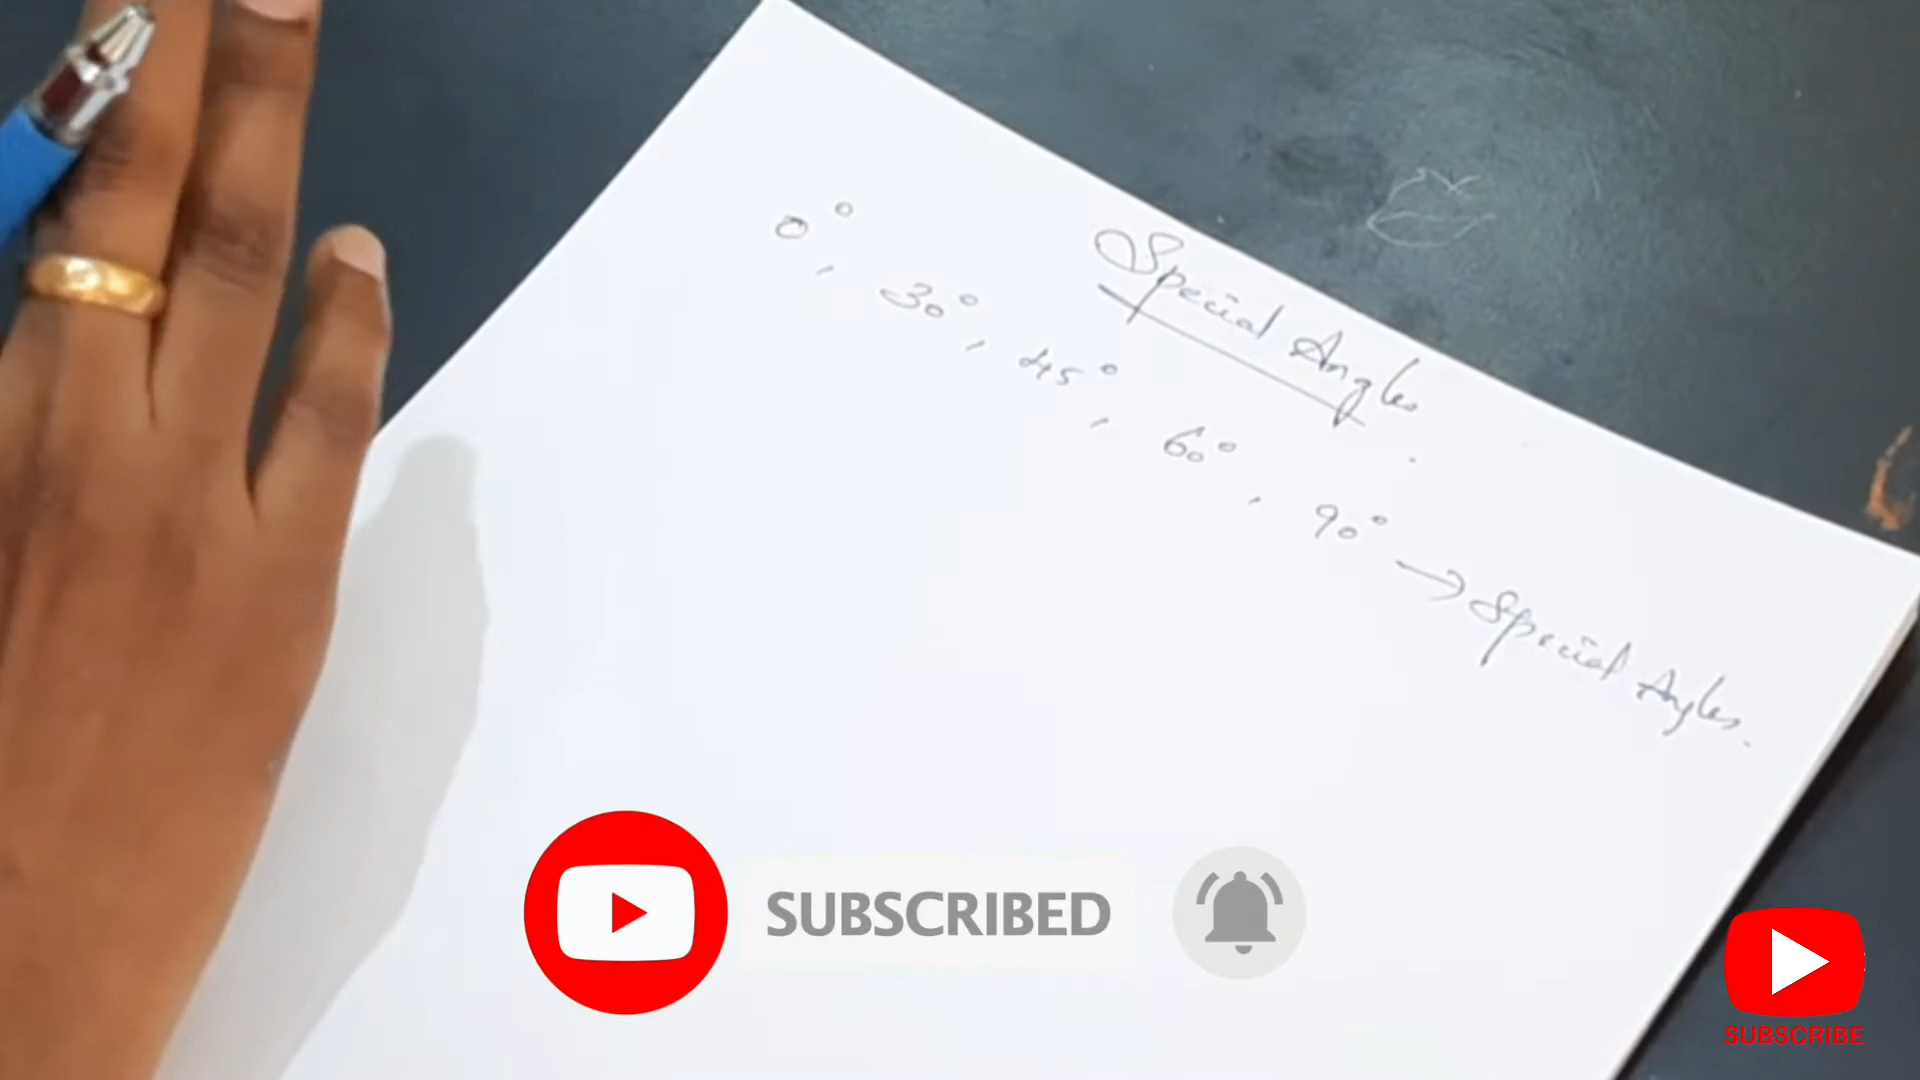 Special Angles
0°, 30°, 45°, 60°, 90° → Special Angles.
SUBSCRIBED
SUBSCRIBE